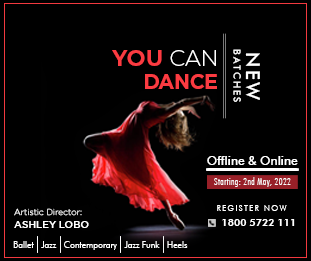 YOU CAN
DANCE
NEW
BATCHES
Offline & Online
Starting: 2nd May, 2022
REGISTER NOW
1800 5722 111
Artistic Director:
ASHLEY LOBO
Ballet | Jazz | Contemporary | Jazz Funk | Heels